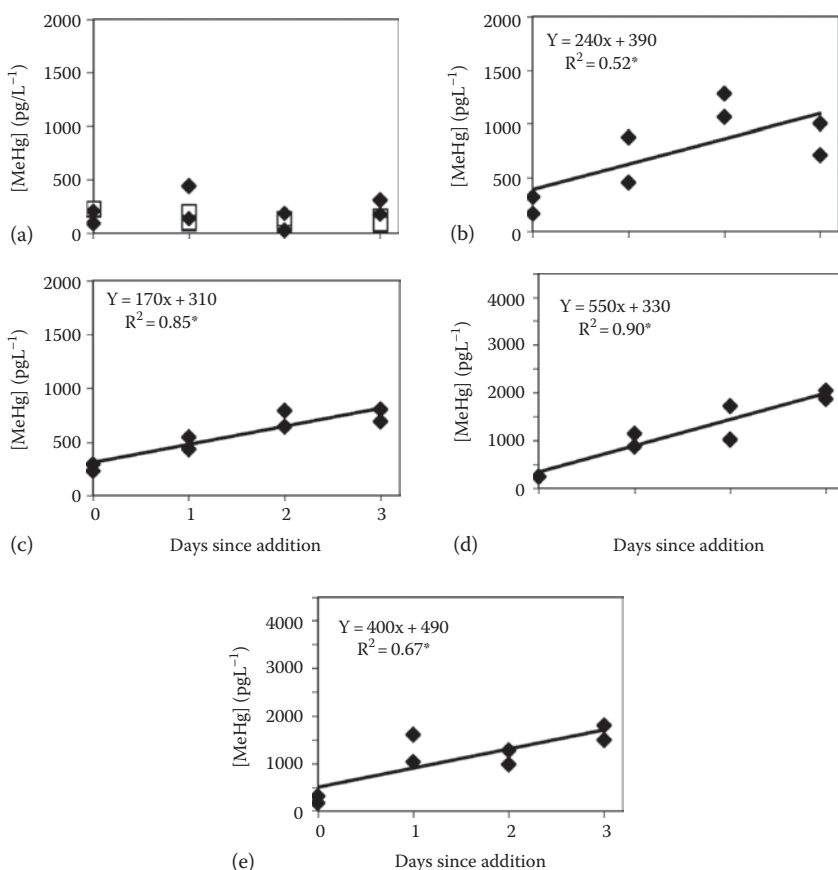 2000
1500
1000
500
0
[MeHg] (pg/L⁻¹)
(a)
2000
1500
1000
500
0
[MeHg] (pgL⁻¹)
Y = 240x + 390
R² = 0.52*
(b)
2000
1500
1000
500
0
[MeHg] (pgL⁻¹)
Y = 170x + 310
R² = 0.85*
0 1 2 3
(c)
Days since addition
4000
3000
2000
1000
0
[MeHg] (pgL⁻¹)
Y = 550x + 330
R² = 0.90*
(d)
Days since addition
4000
3000
2000
1000
0
[MeHg] (pgL⁻¹)
Y = 400x + 490
R² = 0.67*
0 1 2 3
(e)
Days since addition